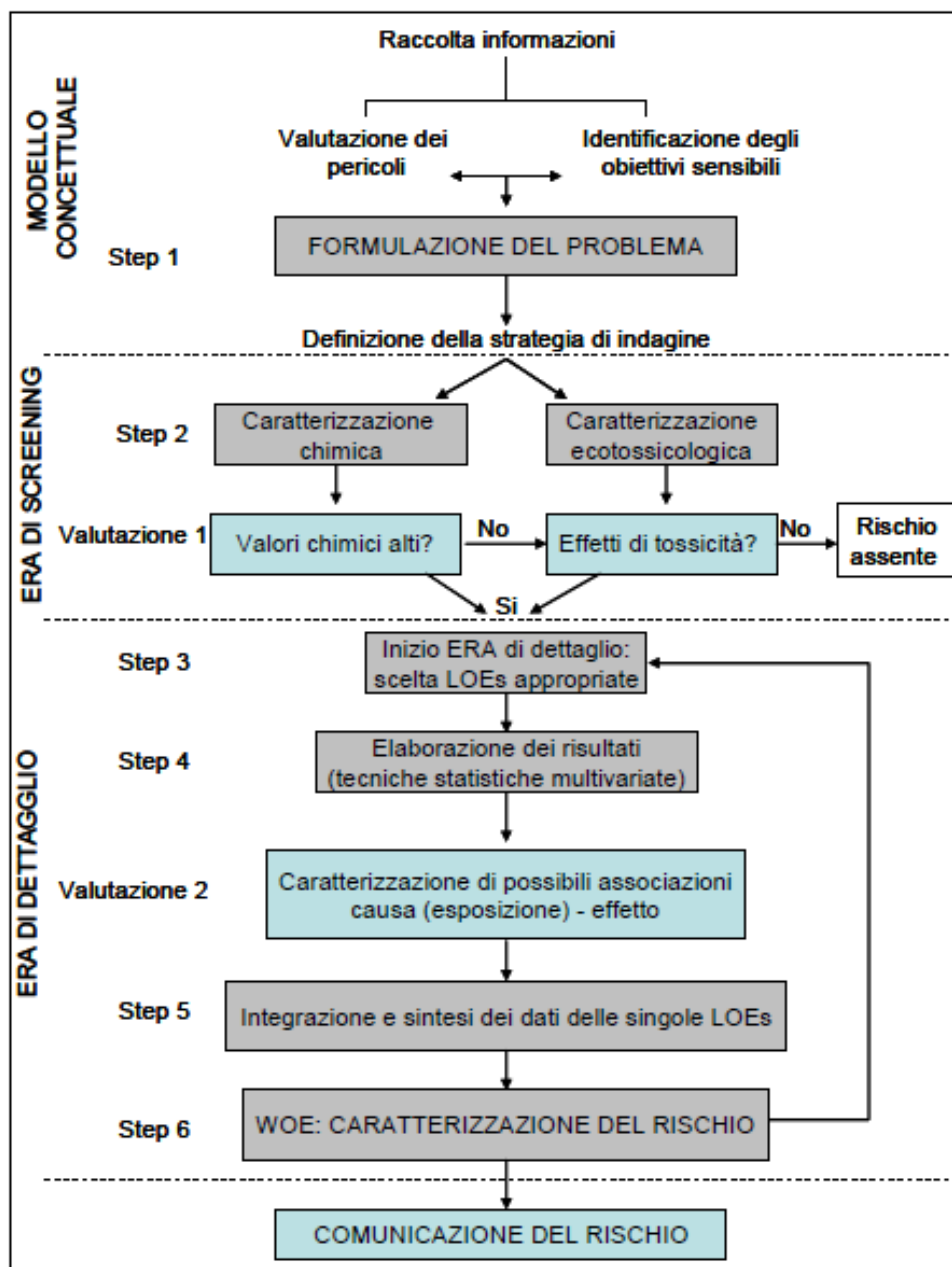 Raccolta informazioni
MODELLO
CONCETTUALE
Valutazione dei
pericoli
Identificazione degli
obiettivi sensibili
Step 1
FORMULAZIONE DEL PROBLEMA
Definizione della strategia di indagine
ERA DI SCREENING
Step 2
Caratterizzazione
chimica
Caratterizzazione
ecotossicologica
Valutazione 1
Valori chimici alti?
No
Effetti di tossicità?
No
Rischio
assente
Si
ERA DI DETTAGLIO
Step 3
Inizio ERA di dettaglio:
scelta LOEs appropriate
Step 4
Elaborazione dei risultati
(tecniche statistiche multivariate)
Valutazione 2
Caratterizzazione di possibili associazioni
causa (esposizione) - effetto
Step 5
Integrazione e sintesi dei dati delle singole LOEs
Step 6
WOE: CARATTERIZZAZIONE DEL RISCHIO
COMUNICAZIONE DEL RISCHIO